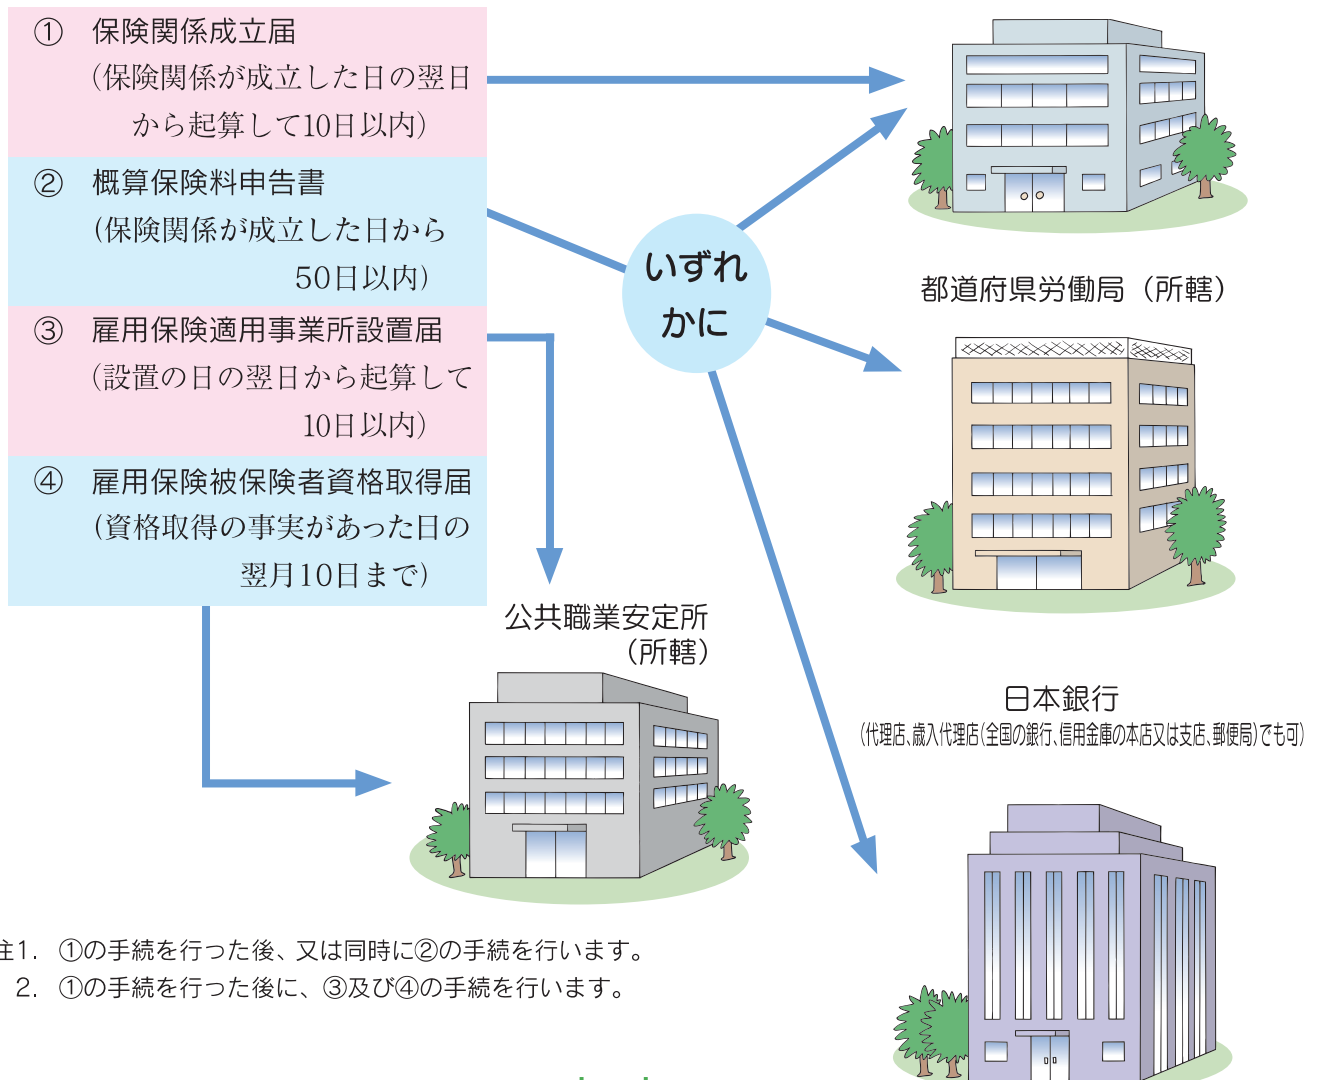 ① 保険関係成立届
（保険関係が成立した日の翌日
から起算して10日以内）
② 概算保険料申告書
（保険関係が成立した日から
50日以内）
③ 雇用保険適用事業所設置届
（設置の日の翌日から起算して
10日以内）
④ 雇用保険被保険者資格取得届
（資格取得の事実があった日の
翌月10日まで）
いずれ
かに
都道府県労働局（所轄）
公共職業安定所
（所轄）
日本銀行
（代理店、歳入代理店（全国の銀行、信用金庫の本店又は支店、郵便局）でも可）
注1. ①の手続を行った後、又は同時に②の手続を行います。
2. ①の手続を行った後に、③及び④の手続を行います。